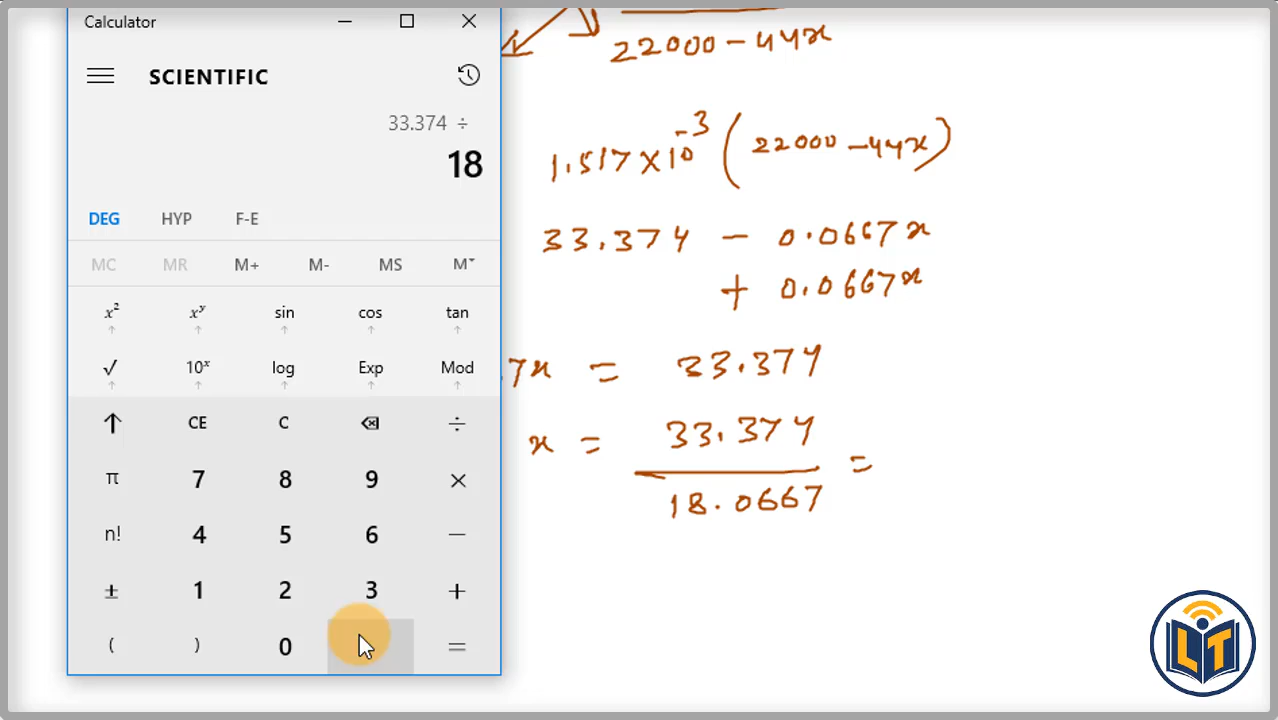 Calculator
SCIENTIFIC
33.374 ÷
18
DEG HYP F-E
MC MR M+ M- MS M˅
x² xʸ sin cos tan
√ 10ˣ log Exp Mod
↑ CE C ⌫ ÷
π 7 8 9 ×
n! 4 5 6 −
± 1 2 3 +
( ) 0 =
22000 - 44x
1.517 × 10⁻³ (22000 - 44x)
33.374 - 0.0667x
+ 0.0667x
7x = 33.374
x = 33.374
18.0667 =
LT